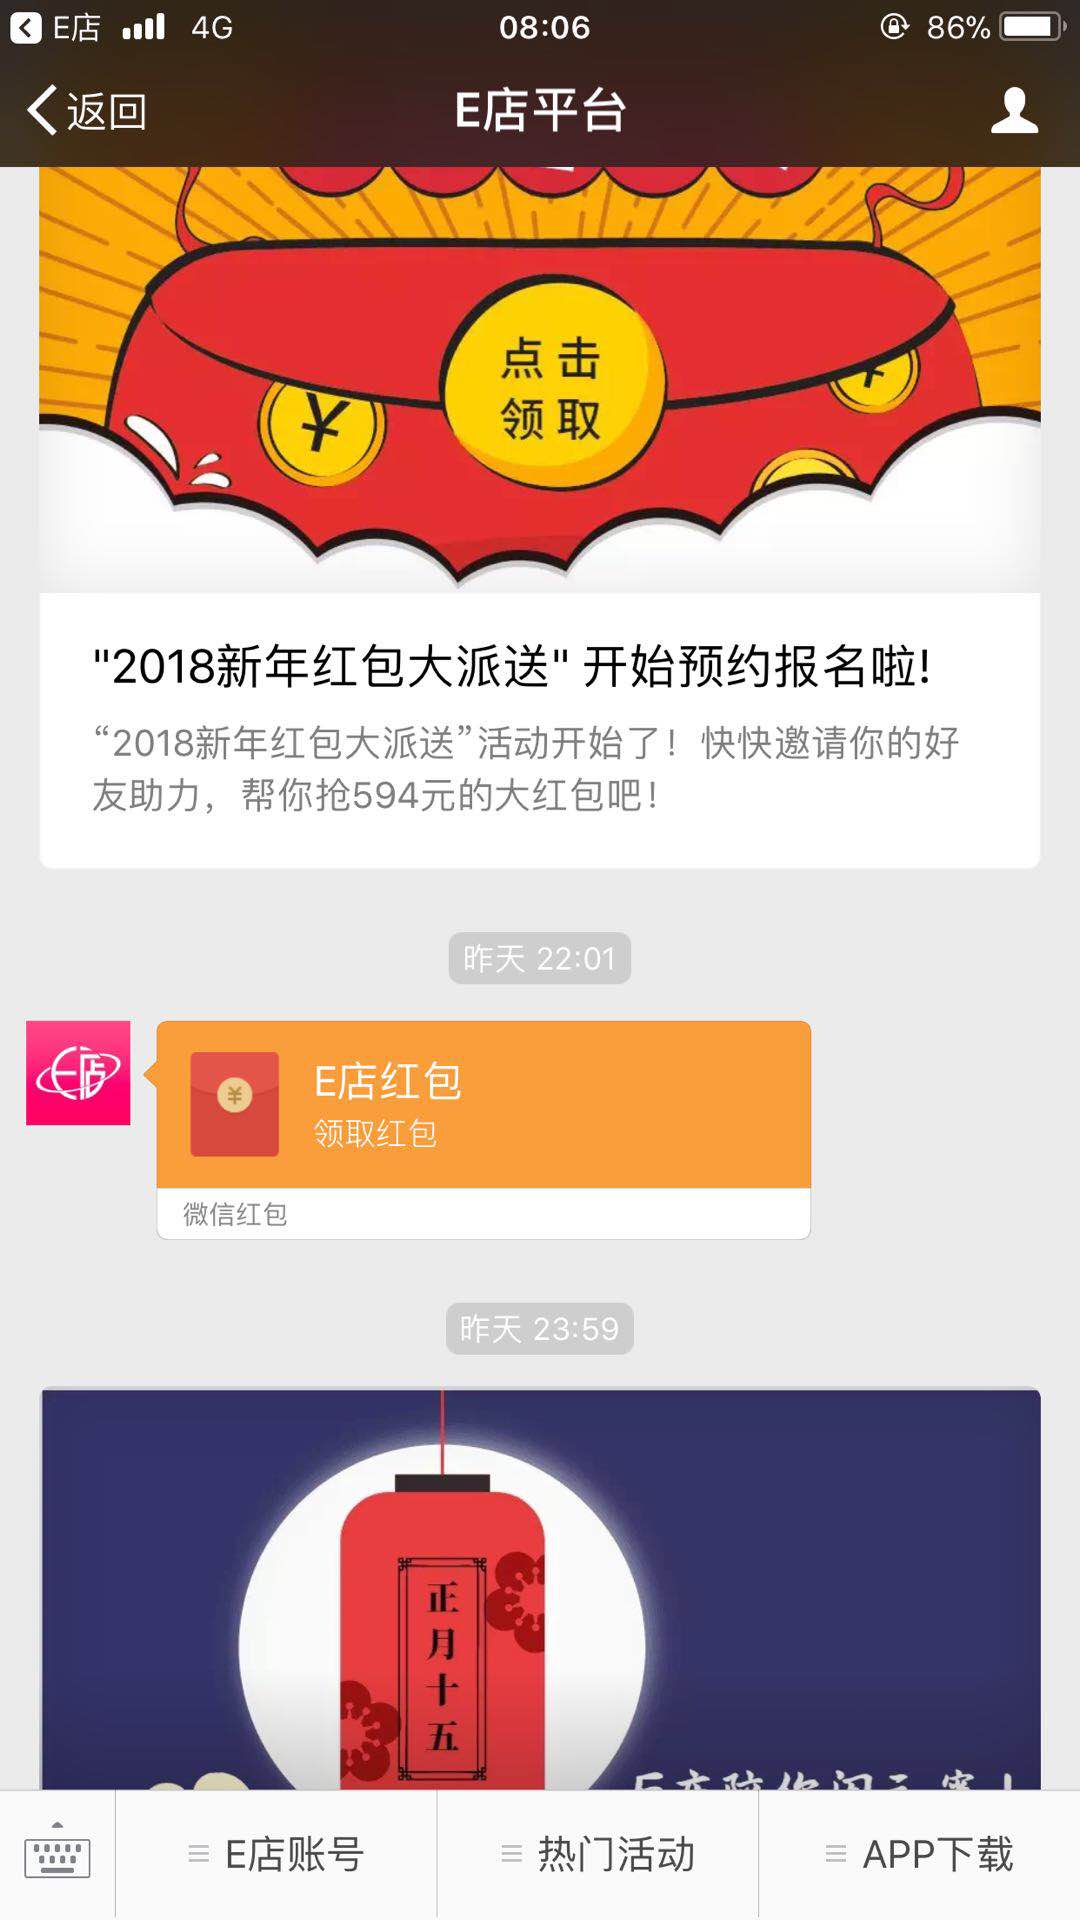 E店 4G 08:06 86%
返回 E店平台
点击
领取
"2018新年红包大派送" 开始预约报名啦!
“2018新年红包大派送”活动开始了！快快邀请你的好
友助力，帮你抢594元的大红包吧！
昨天 22:01
E店
E店红包
领取红包
微信红包
昨天 23:59
正月十五
E店账号 热门活动 APP下载